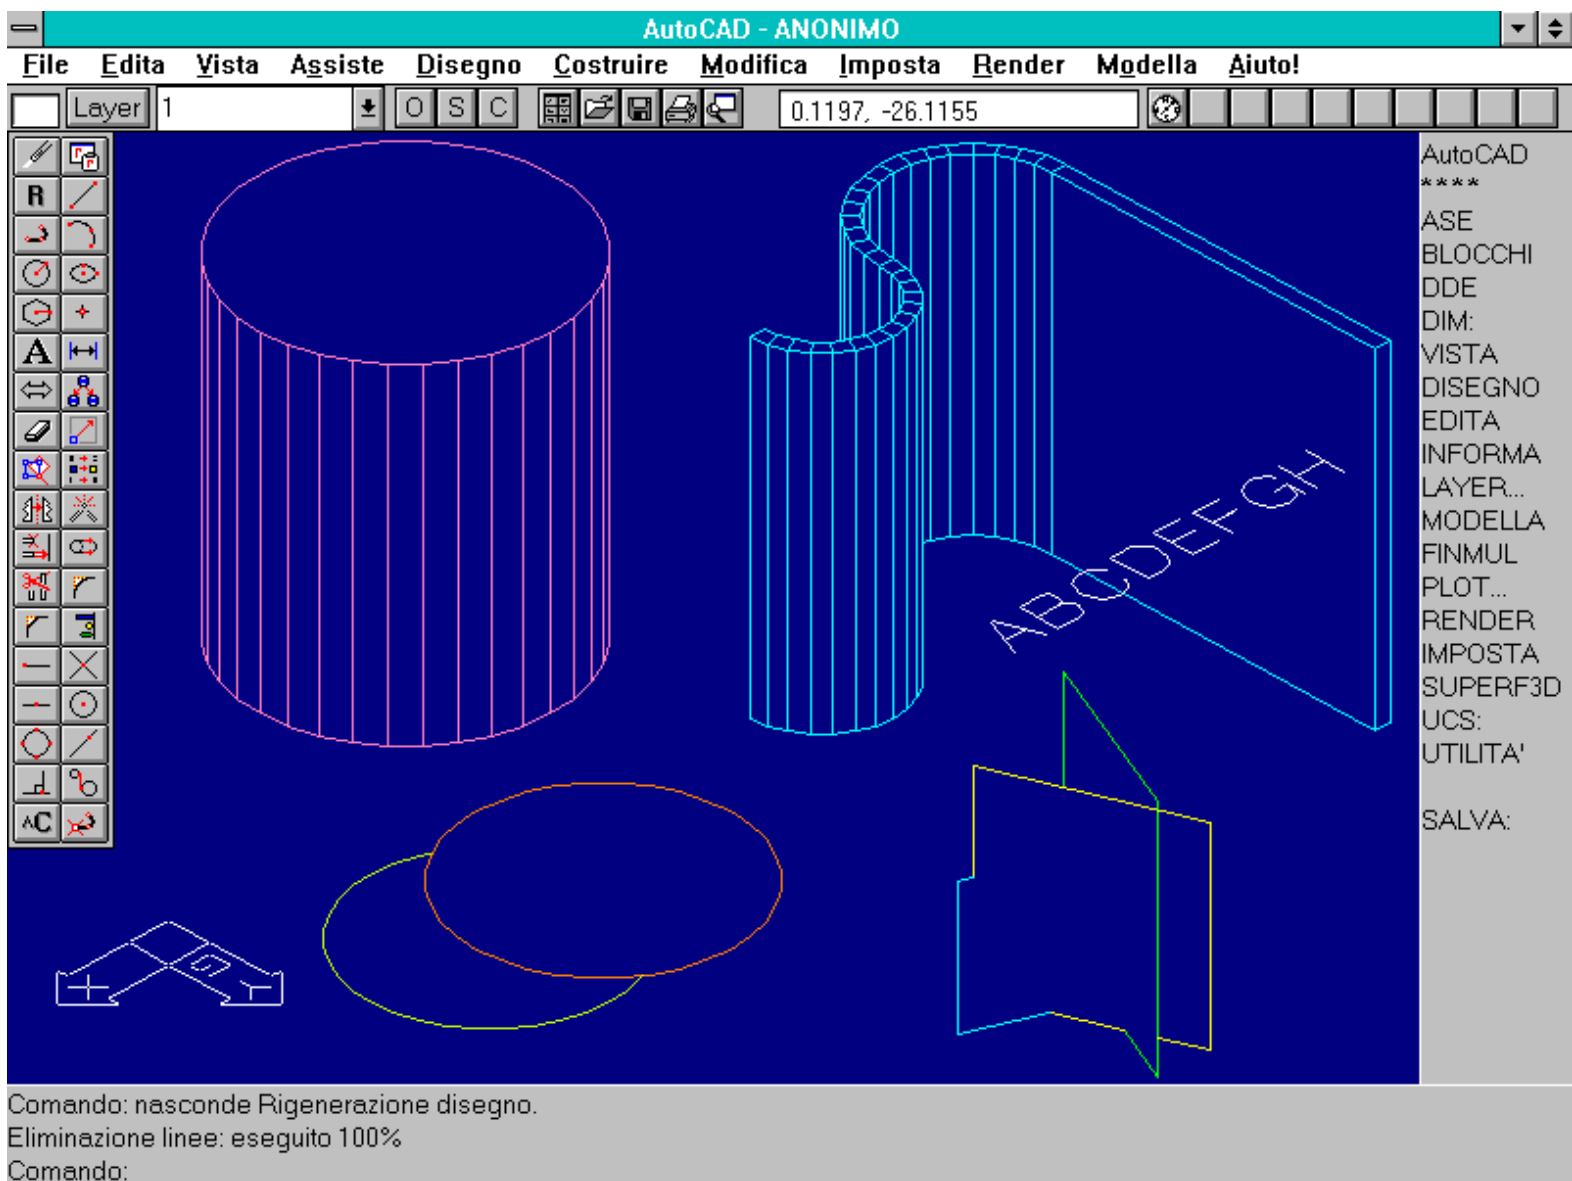 AutoCAD - ANONIMO
File Edita Vista Assiste Disegno Costruire Modifica Imposta Render Modella Aiuto!
Layer 1 O S C 0.1197, -26.1155
R
A
^C
AutoCAD
* * * *
ASE
BLOCCHI
DDE
DIM:
VISTA
DISEGNO
EDITA
INFORMA
LAYER...
MODELLA
FINMUL
PLOT...
RENDER
IMPOSTA
SUPERF3D
UCS:
UTILITA'
SALVA:
ABCDEFGH
X G Y
Comando: nasconde Rigenerazione disegno.
Eliminazione linee: eseguito 100%
Comando: